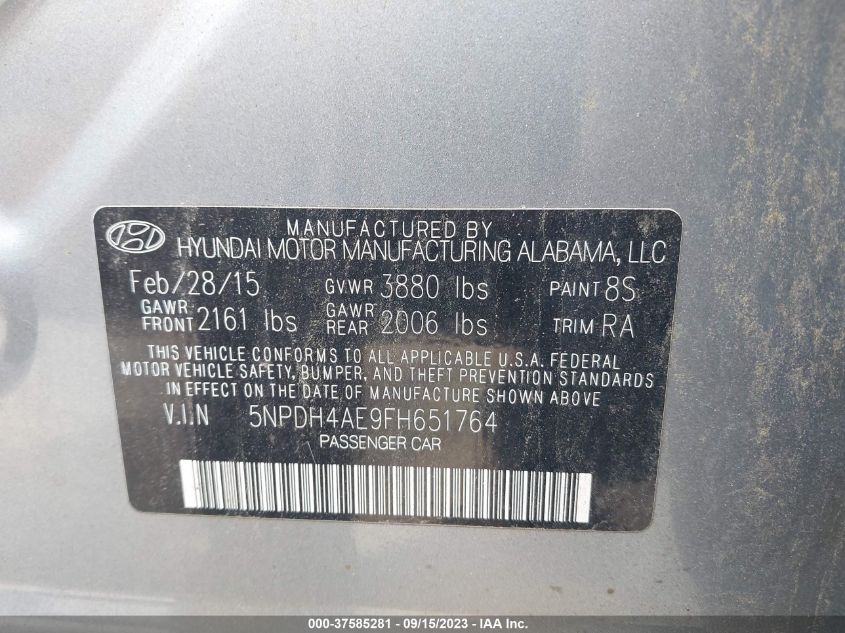 MANUFACTURED BY
HYUNDAI MOTOR MANUFACTURING ALABAMA, LLC
Feb/28/15 GVWR 3880 lbs PAINT 8S
GAWR FRONT 2161 lbs GAWR REAR 2006 lbs TRIM RA
THIS VEHICLE CONFORMS TO ALL APPLICABLE U.S.A. FEDERAL
MOTOR VEHICLE SAFETY, BUMPER, AND THEFT PREVENTION STANDARDS
IN EFFECT ON THE DATE OF MANUFACTURE SHOWN ABOVE.
V.I.N 5NPDH4AE9FH651764
PASSENGER CAR
000-37585281 - 09/15/2023 - IAA Inc.